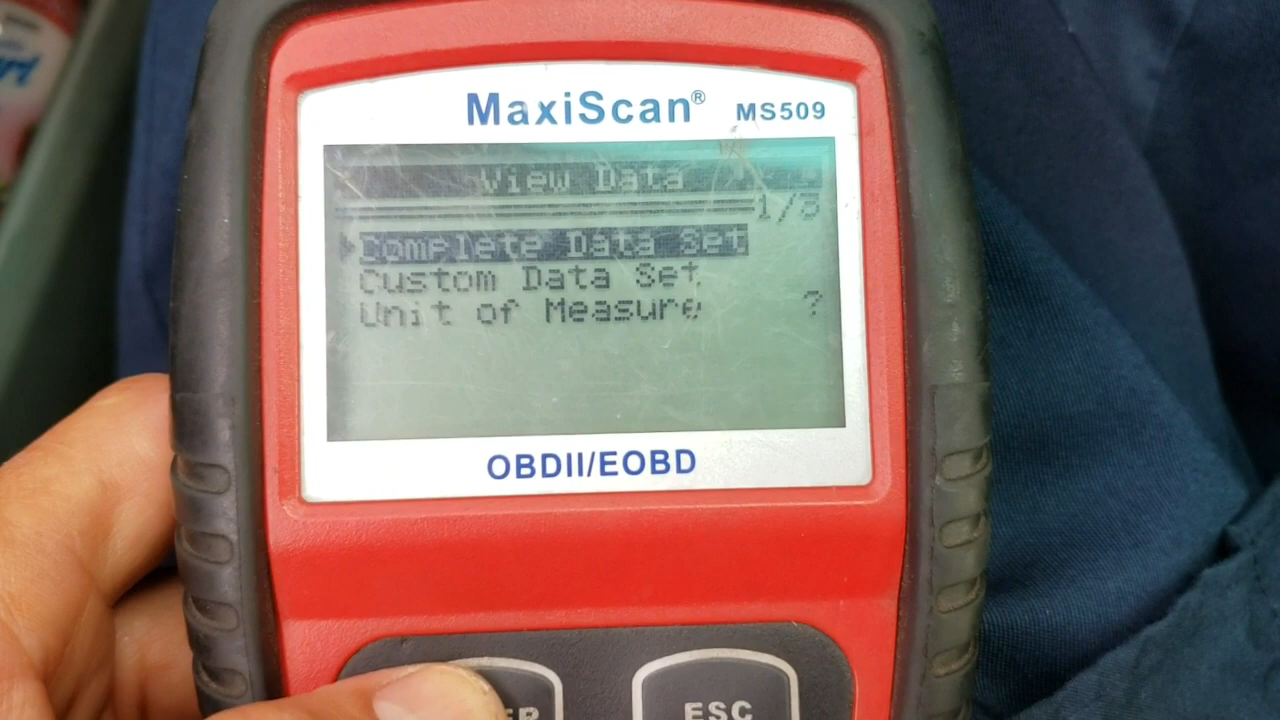 MaxiScan® MS509
View Data
1/3
Complete Data Set
Custom Data Set
Unit of Measure ?
OBDII/EOBD
ESC